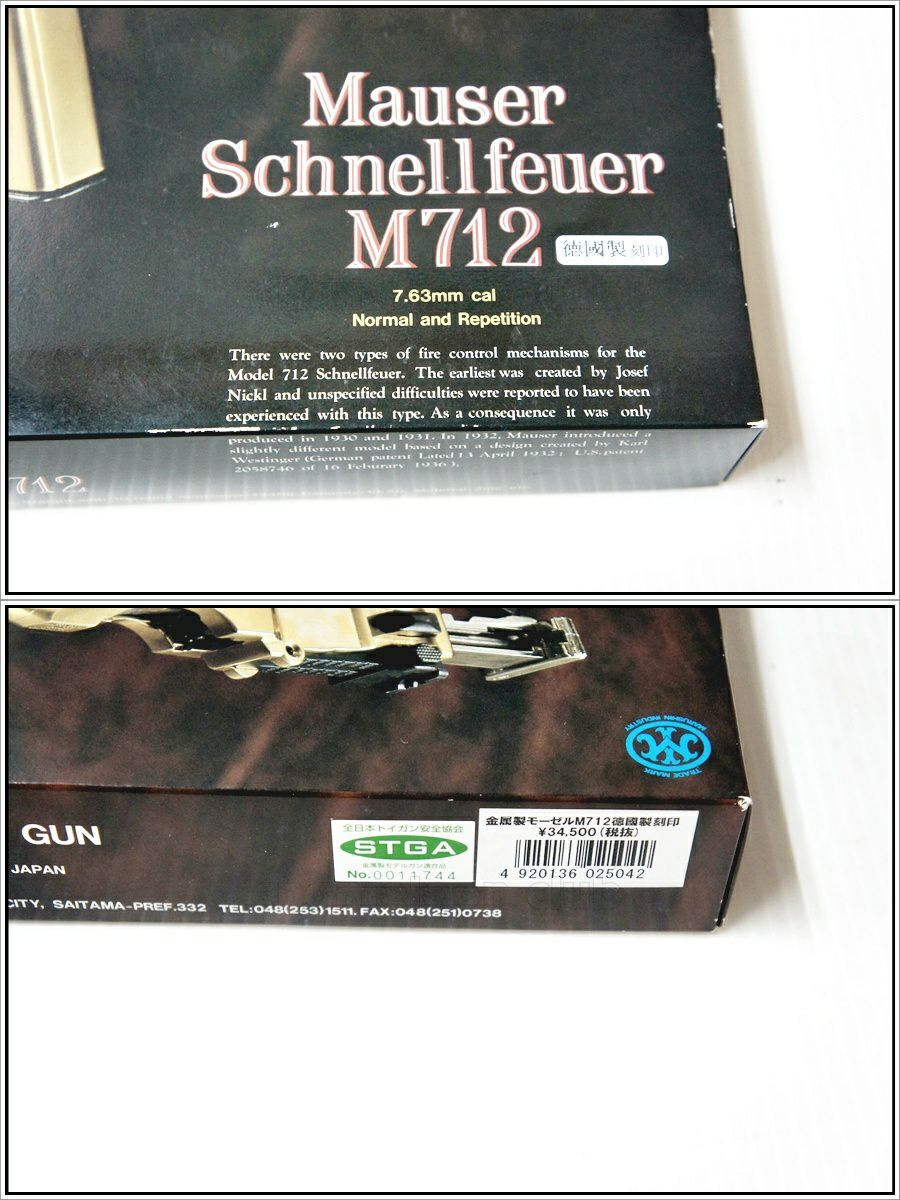 Mauser
Schnellfeuer
M712 德國製刻印
7.63mm cal
Normal and Repetition
There were two types of fire control mechanisms for the
Model 712 Schnellfeuer. The earliest was created by Josef
Nickl and unspecified difficulties were reported to have been
experienced with this type. As a consequence it was only
produced in 1930 and 1931. In 1932, Mauser introduced a
slightly different model based on a design created by Karl
Westinger (German patent Lated 13 April 1932; U.S. patent
2058746 of 16 Feburary 1936).
712
MARUSHIN INDUSTRY
TRADE MARK
GUN
JAPAN
CITY, SAITAMA-PREF.332 TEL:048(253)1511. FAX:048(251)0738
全日本トイガン安全協会
STGA
金属製モデルガン適合品
No.0011744
金属製モーゼルM712德國製刻印
¥34,500(税抜)
4 920136 025042